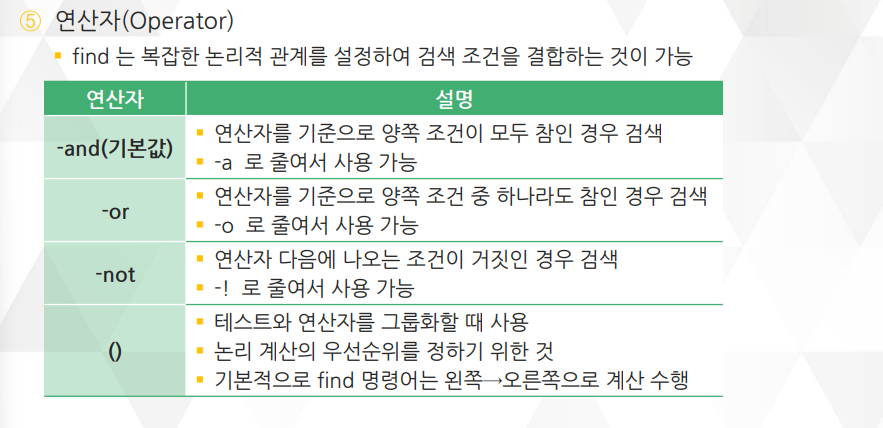 ⑤ 연산자(Operator)
▪ find 는 복잡한 논리적 관계를 설정하여 검색 조건을 결합하는 것이 가능
연산자 설명
-and(기본값)
▪ 연산자를 기준으로 양쪽 조건이 모두 참인 경우 검색
▪ -a 로 줄여서 사용 가능
-or
▪ 연산자를 기준으로 양쪽 조건 중 하나라도 참인 경우 검색
▪ -o 로 줄여서 사용 가능
-not
▪ 연산자 다음에 나오는 조건이 거짓인 경우 검색
▪ -! 로 줄여서 사용 가능
()
▪ 테스트와 연산자를 그룹화할 때 사용
▪ 논리 계산의 우선순위를 정하기 위한 것
▪ 기본적으로 find 명령어는 왼쪽→오른쪽으로 계산 수행